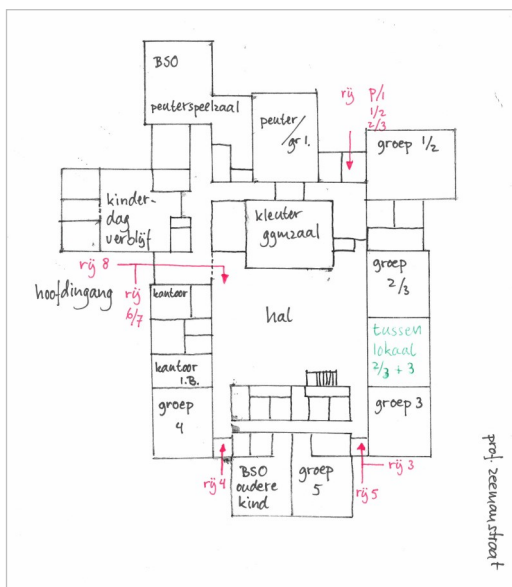 BSO
peuterspeelzaal
peuter/
gr 1.
rij P/1
1/2
2/3
groep 1/2
kinder-
dag
verblijf
kleuter
gymzaal
rij 8
hoofdingang
rij
6/7
kantoor
hal
groep
2/3
tussen
lokaal
2/3 + 3
kantoor
I.B.
groep
4
groep 3
rij 4
BSO
oudere
kind
groep
5
rij 5
rij 3
prof. zeemanstraat